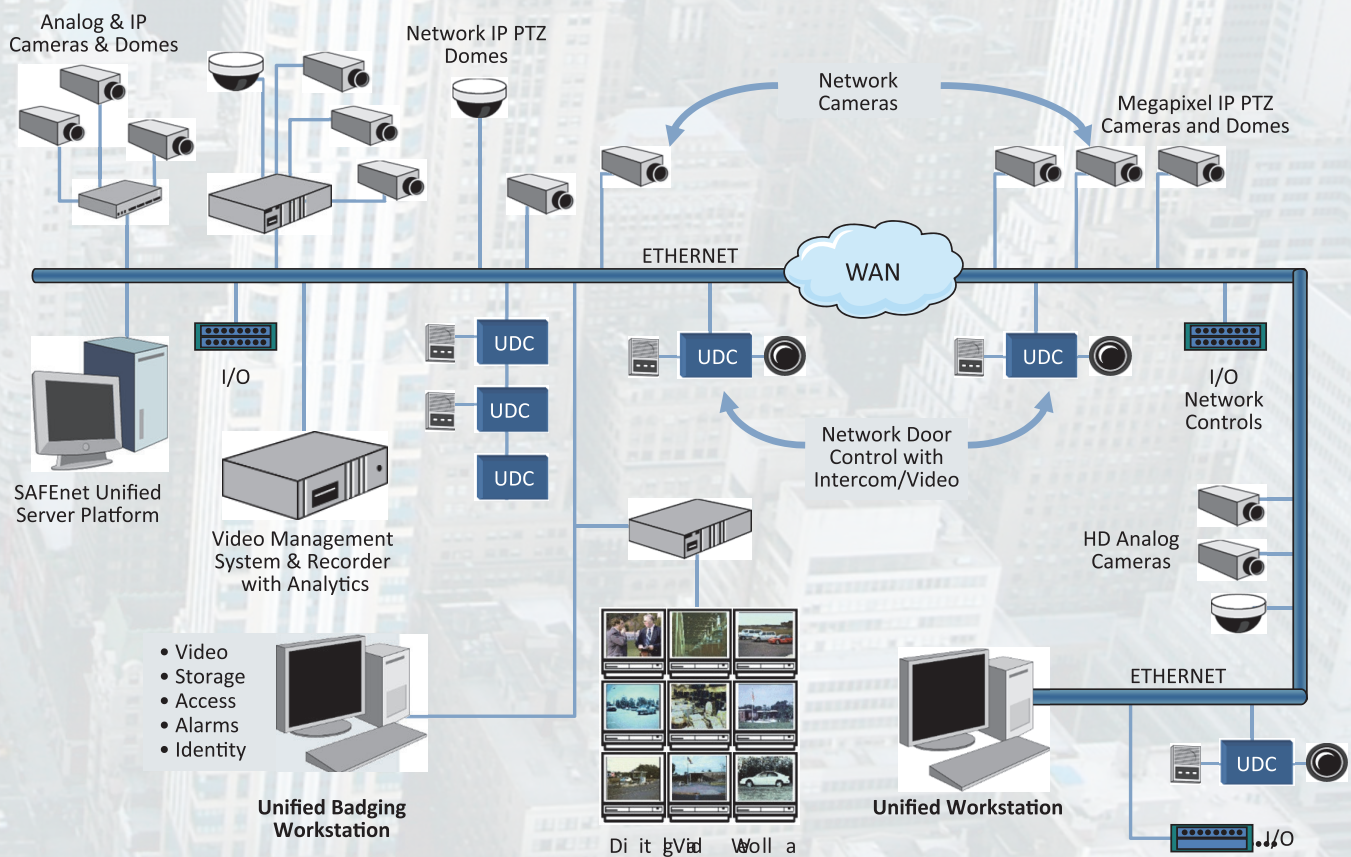 Analog & IP
Cameras & Domes
Network IP PTZ
Domes
Network
Cameras
Megapixel IP PTZ
Cameras and Domes
ETHERNET
WAN
UDC
UDC
UDC
UDC
UDC
I/O
I/O
Network
Controls
SAFEnet Unified
Server Platform
Video Management
System & Recorder
with Analytics
Network Door
Control with
Intercom/Video
HD Analog
Cameras
• Video
• Storage
• Access
• Alarms
• Identity
Unified Badging
Workstation
ETHERNET
UDC
Unified Workstation
I/O